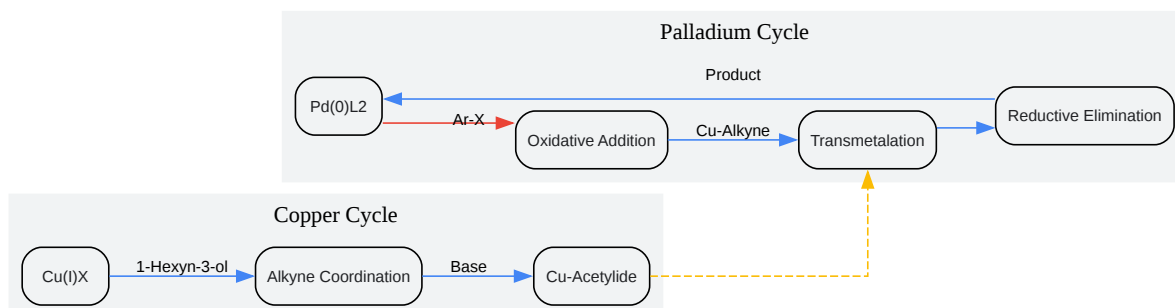 Palladium Cycle
Product
Pd(0)L2
Ar-X
Oxidative Addition
Cu-Alkyne
Transmetalation
Reductive Elimination
Copper Cycle
Cu(I)X
1-Hexyn-3-ol
Alkyne Coordination
Base
Cu-Acetylide